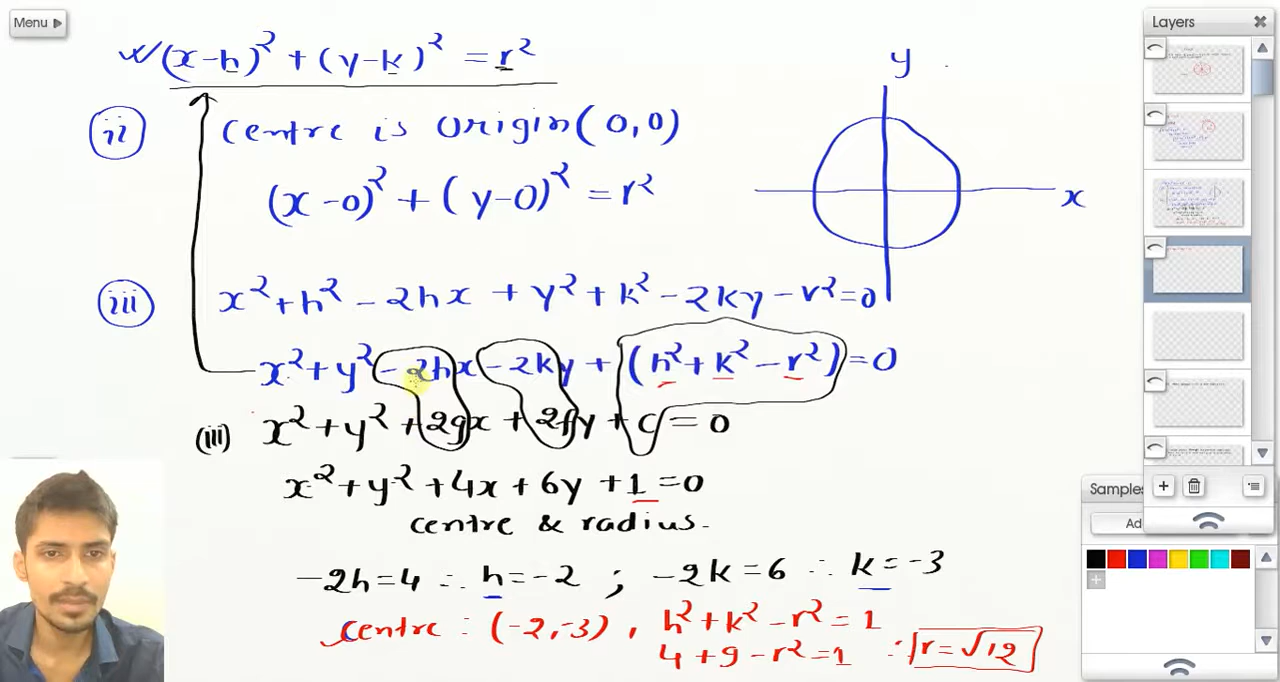 Menu
Layers
(x-h)² + (y-k)² = r²
y
(ii) Centre is origin (0,0)
(x-0)² + (y-0)² = r²
x
(iii) x² + h² - 2hx + y² + k² - 2ky - r² = 0
x² + y² - 2hx - 2ky + (h² + k² - r²) = 0
(iii) x² + y² + 2gx + 2fy + c = 0
x² + y² + 4x + 6y + 1 = 0
centre & radius.
-2h = 4 ∴ h = -2 ; -2k = 6 ∴ k = -3
Centre : (-2,-3) , h² + k² - r² = 1
4 + 9 - r² = 1 ∴ r = √12
Samples
Ad